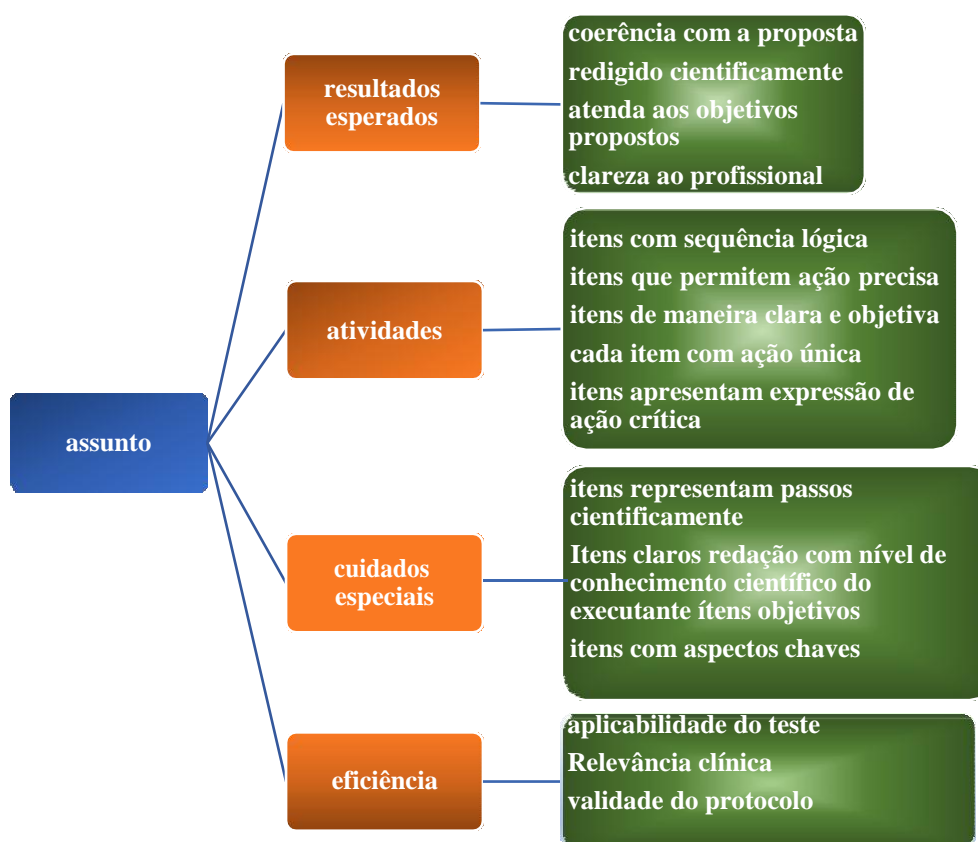 assunto
resultados
esperados
coerência com a proposta
redigido cientificamente
atenda aos objetivos
propostos
clareza ao profissional
atividades
itens com sequência lógica
itens que permitem ação precisa
itens de maneira clara e objetiva
cada item com ação única
itens apresentam expressão de
ação crítica
cuidados
especiais
itens representam passos
cientificamente
Itens claros redação com nível de
conhecimento científico do
executante ítens objetivos
itens com aspectos chaves
eficiência
aplicabilidade do teste
Relevância clínica
validade do protocolo